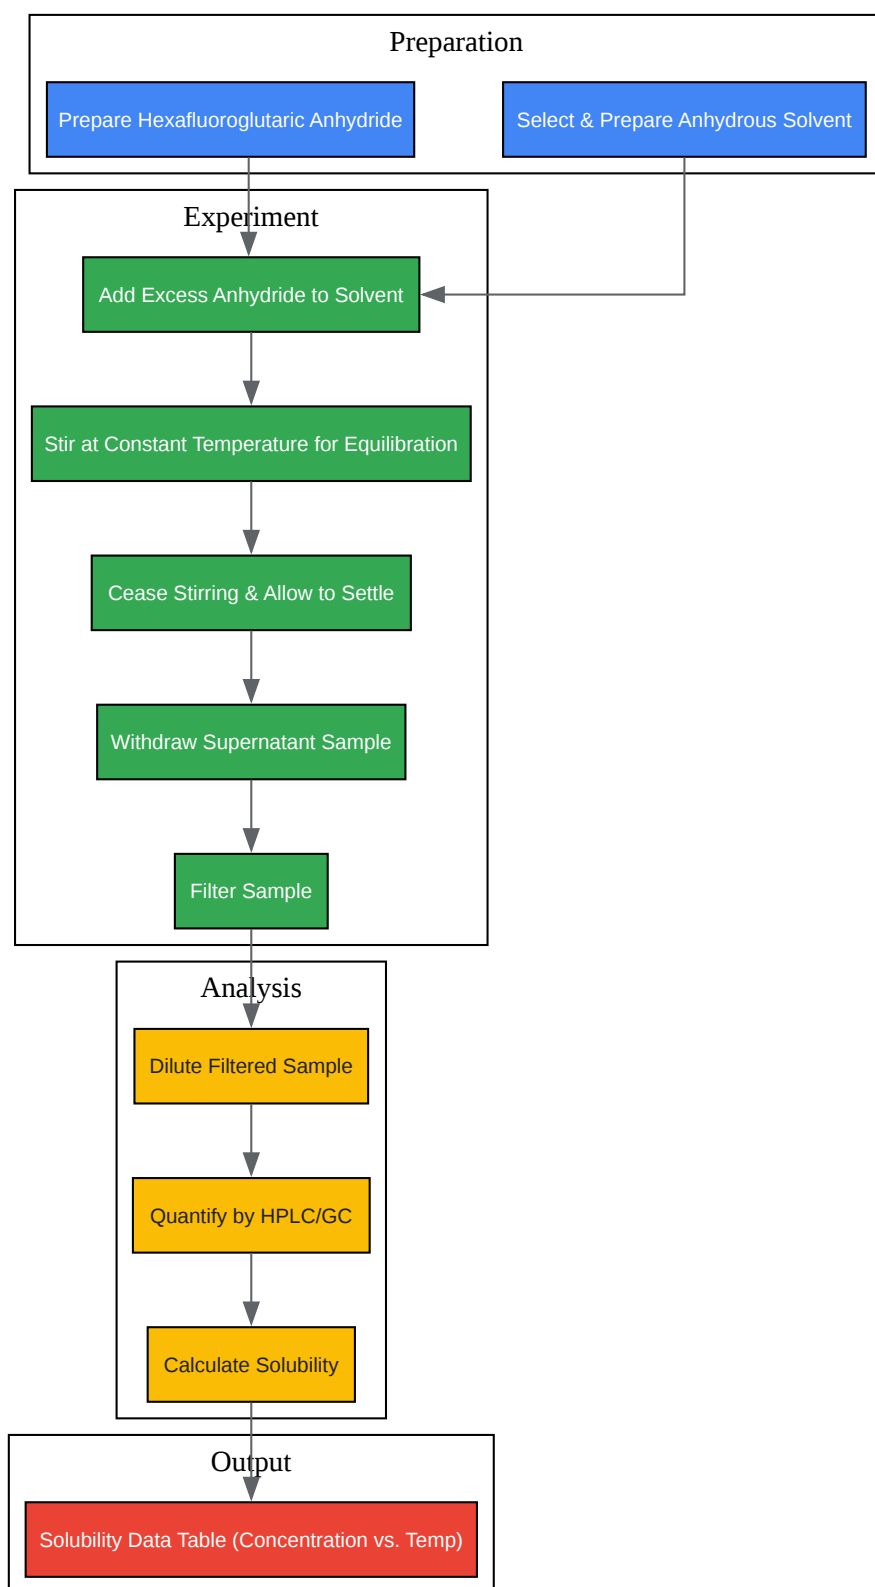 Preparation
Prepare Hexafluoroglutaric Anhydride
Select & Prepare Anhydrous Solvent
Experiment
Add Excess Anhydride to Solvent
Stir at Constant Temperature for Equilibration
Cease Stirring & Allow to Settle
Withdraw Supernatant Sample
Filter Sample
Analysis
Dilute Filtered Sample
Quantify by HPLC/GC
Calculate Solubility
Output
Solubility Data Table (Concentration vs. Temp)